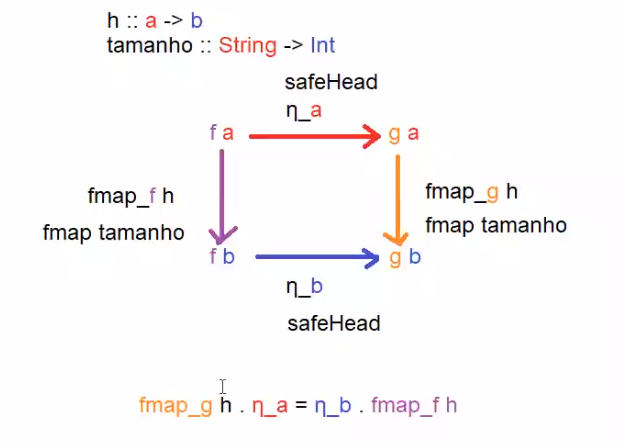 h :: a -> b
tamanho :: String -> Int
safeHead
η_a
f a
g a
fmap_f h
fmap_g h
fmap tamanho
fmap tamanho
f b
g b
η_b
safeHead
fmap_g h . η_a = η_b . fmap_f h